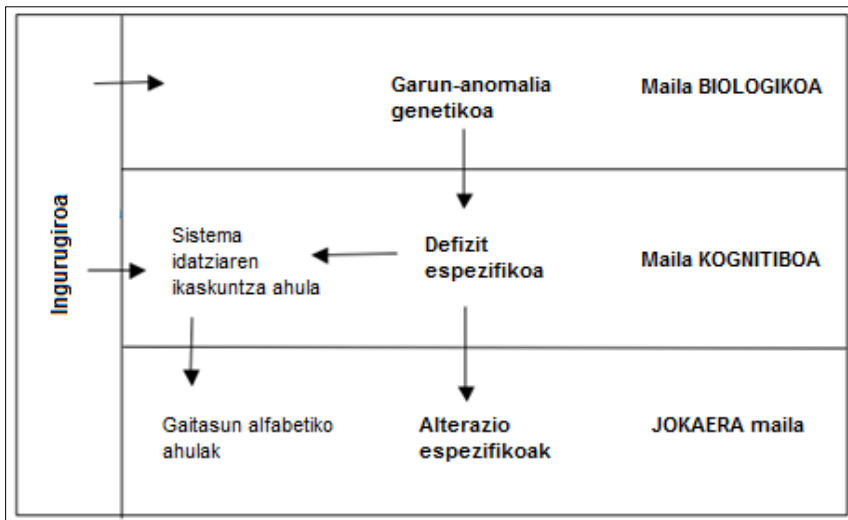 Ingurugiroa
Garun-anomalia
genetikoa
Maila BIOLOGIKOA
Sistema
idatziaren
ikaskuntza ahula
Defizit
espezifikoa
Maila KOGNITIBOA
Gaitasun alfabetiko
ahulak
Alterazio
espezifikoak
JOKAERA maila